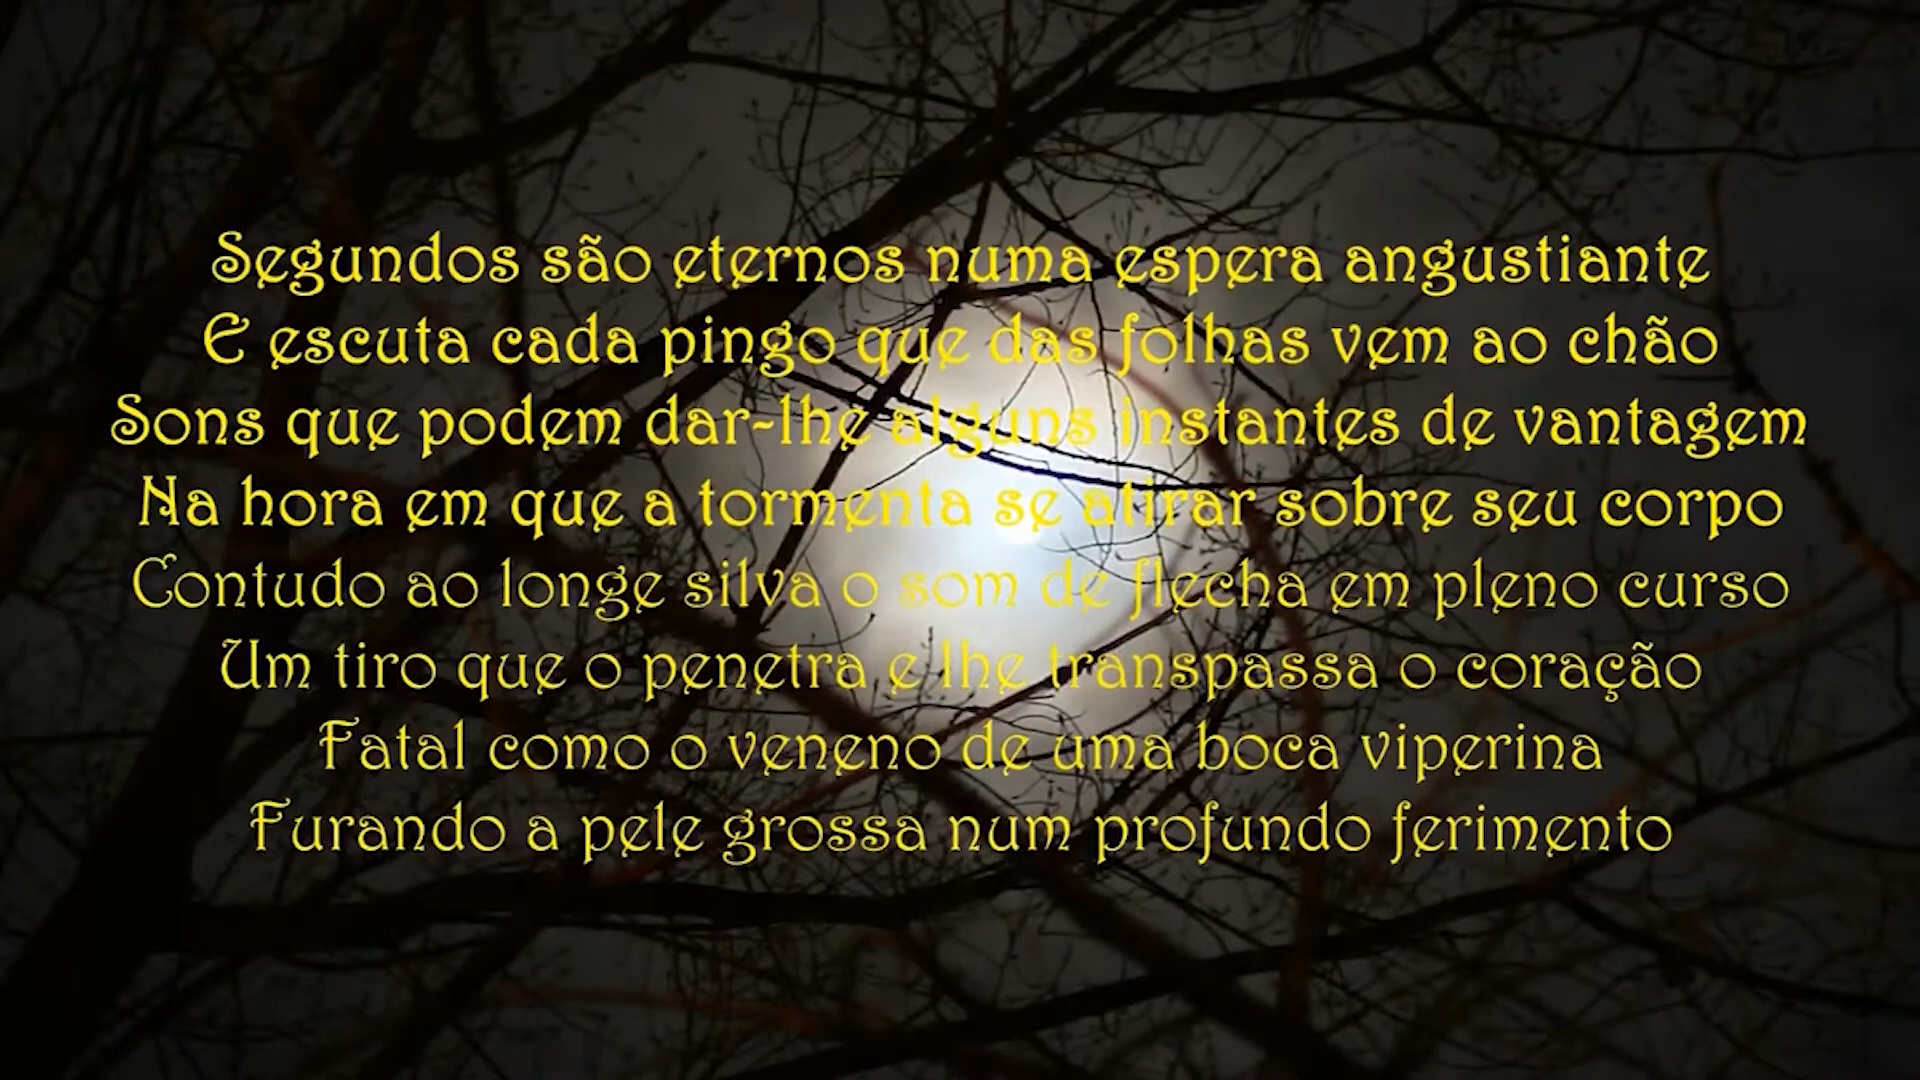 Segundos são eternos numa espera angustiante
E escuta cada pingo que das folhas vem ao chão
Sons que podem dar-lhe alguns instantes de vantagem
Na hora em que a tormenta se atirar sobre seu corpo
Contudo ao longe silva o som de flecha em pleno curso
Um tiro que o penetra e lhe transpassa o coração
Fatal como o veneno de uma boca viperina
Furando a pele grossa num profundo ferimento